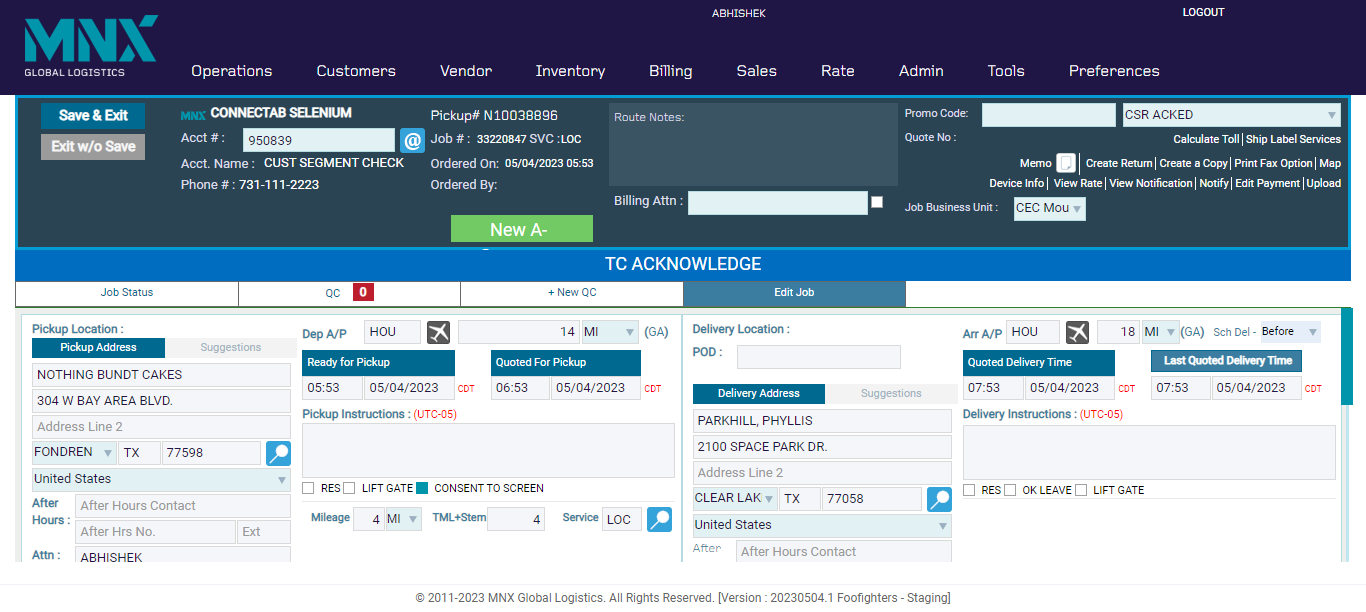 ABHISHEK
LOGOUT
MNX
GLOBAL LOGISTICS
Operations Customers Vendor Inventory Billing Sales Rate Admin Tools Preferences
Save & Exit
Exit w/o Save
MNX CONNECTAB SELENIUM
Acct # : 950839 @
Acct. Name : CUST SEGMENT CHECK
Phone # : 731-111-2223
Pickup# N10038896
Job # : 33220847 SVC :LOC
Ordered On: 05/04/2023 05:53
Ordered By:
New A-
Route Notes:
Billing Attn :
Promo Code: CSR ACKED
Quote No :
Calculate Toll| Ship Label Services
Memo | Create Return| Create a Copy| Print Fax Option| Map
Device Info| View Rate| View Notification| Notify| Edit Payment| Upload
Job Business Unit : CEC Mou
TC ACKNOWLEDGE
Job Status QC 0 + New QC Edit Job
Pickup Location :
Pickup Address Suggestions
NOTHING BUNDT CAKES
304 W BAY AREA BLVD.
Address Line 2
FONDREN TX 77598
United States
After Hours : After Hours Contact
After Hrs No. Ext
Attn : ABHISHEK
Dep A/P HOU 14 MI (GA)
Ready for Pickup Quoted For Pickup
05:53 05/04/2023 CDT 06:53 05/04/2023 CDT
Pickup Instructions : (UTC-05)
RES LIFT GATE CONSENT TO SCREEN
Mileage 4 MI TML+Stem 4 Service LOC
Delivery Location :
POD :
Delivery Address Suggestions
PARKHILL, PHYLLIS
2100 SPACE PARK DR.
Address Line 2
CLEAR LAK TX 77058
United States
After After Hours Contact
Arr A/P HOU 18 MI (GA) Sch Del - Before
Quoted Delivery Time Last Quoted Delivery Time
07:53 05/04/2023 CDT 07:53 05/04/2023 CDT
Delivery Instructions : (UTC-05)
RES OK LEAVE LIFT GATE
© 2011-2023 MNX Global Logistics. All Rights Reserved. [Version : 20230504.1 Foofighters - Staging]